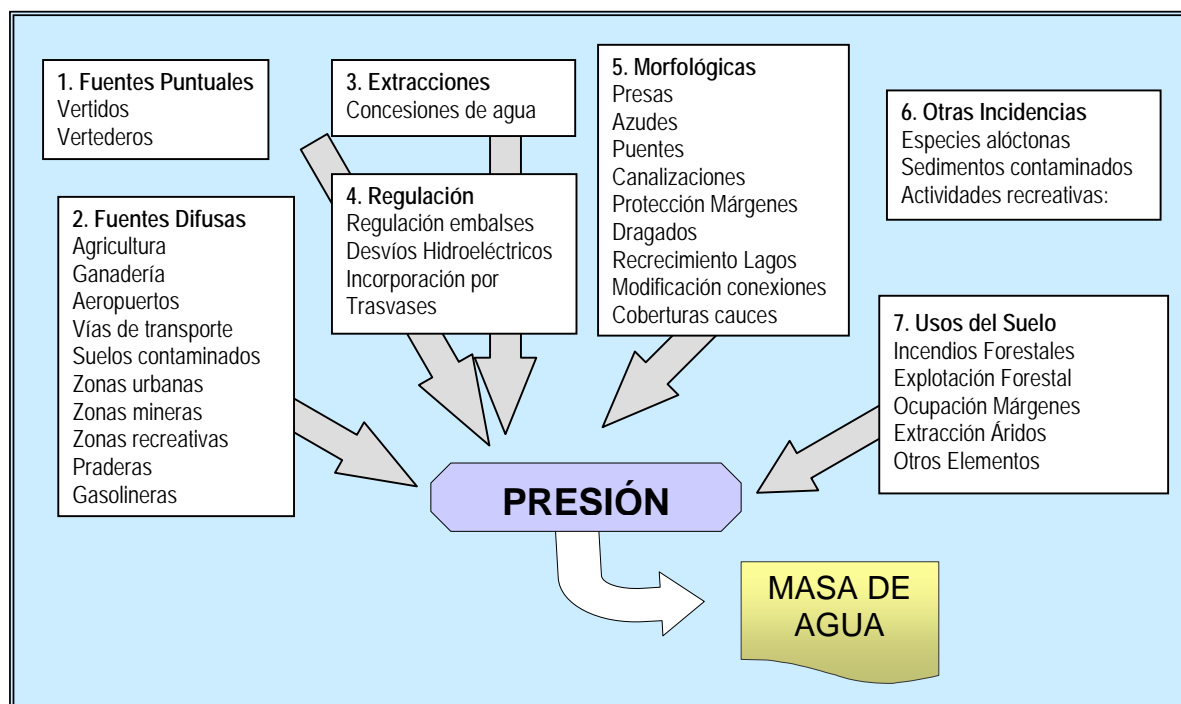 1. Fuentes Puntuales
Vertidos
Vertederos
2. Fuentes Difusas
Agricultura
Ganadería
Aeropuertos
Vías de transporte
Suelos contaminados
Zonas urbanas
Zonas mineras
Zonas recreativas
Praderas
Gasolineras
3. Extracciones
Concesiones de agua
4. Regulación
Regulación embalses
Desvíos Hidroeléctricos
Incorporación por
Trasvases
5. Morfológicas
Presas
Azudes
Puentes
Canalizaciones
Protección Márgenes
Dragados
Recrecimiento Lagos
Modificación conexiones
Coberturas cauces
6. Otras Incidencias
Especies alóctonas
Sedimentos contaminados
Actividades recreativas:
7. Usos del Suelo
Incendios Forestales
Explotación Forestal
Ocupación Márgenes
Extracción Áridos
Otros Elementos
PRESIÓN
MASA DE
AGUA